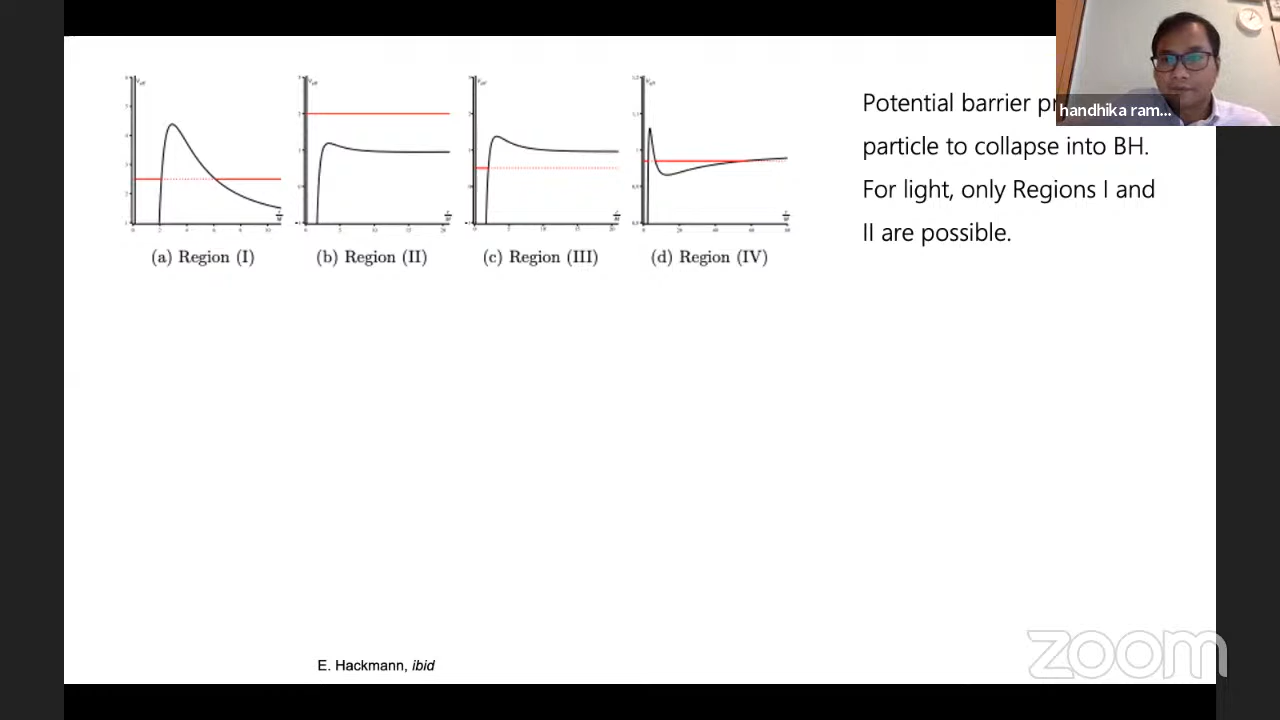 (a) Region (I)
(b) Region (II)
(c) Region (III)
(d) Region (IV)
Potential barrier
particle to collapse into BH.
For light, only Regions I and
II are possible.
handhika ram...
E. Hackmann, ibid
zoom